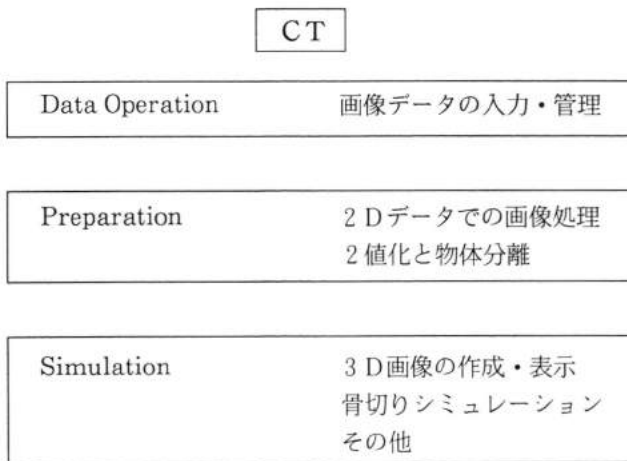 CT
Data Operation 画像データの入力・管理
Preparation 2Dデータでの画像処理
2値化と物体分離
Simulation 3D画像の作成・表示
骨切りシミュレーション
その他